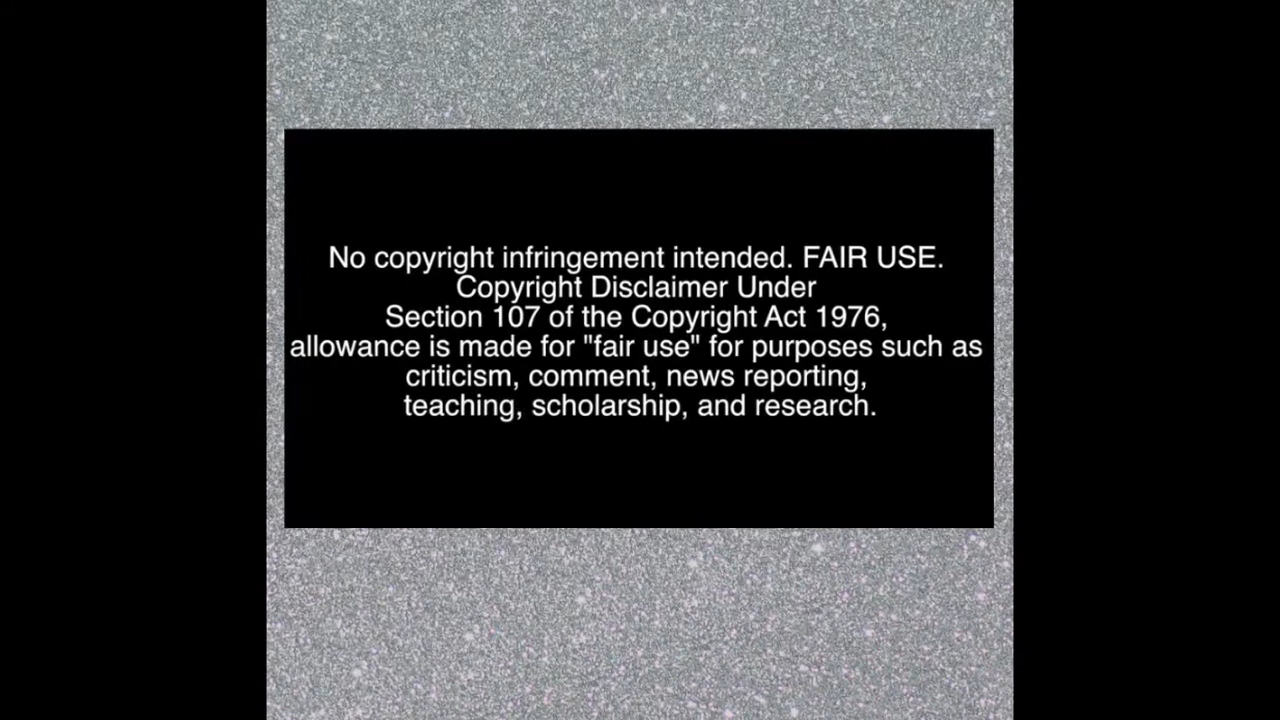 No copyright infringement intended. FAIR USE.
Copyright Disclaimer Under
Section 107 of the Copyright Act 1976,
allowance is made for "fair use" for purposes such as
criticism, comment, news reporting,
teaching, scholarship, and research.